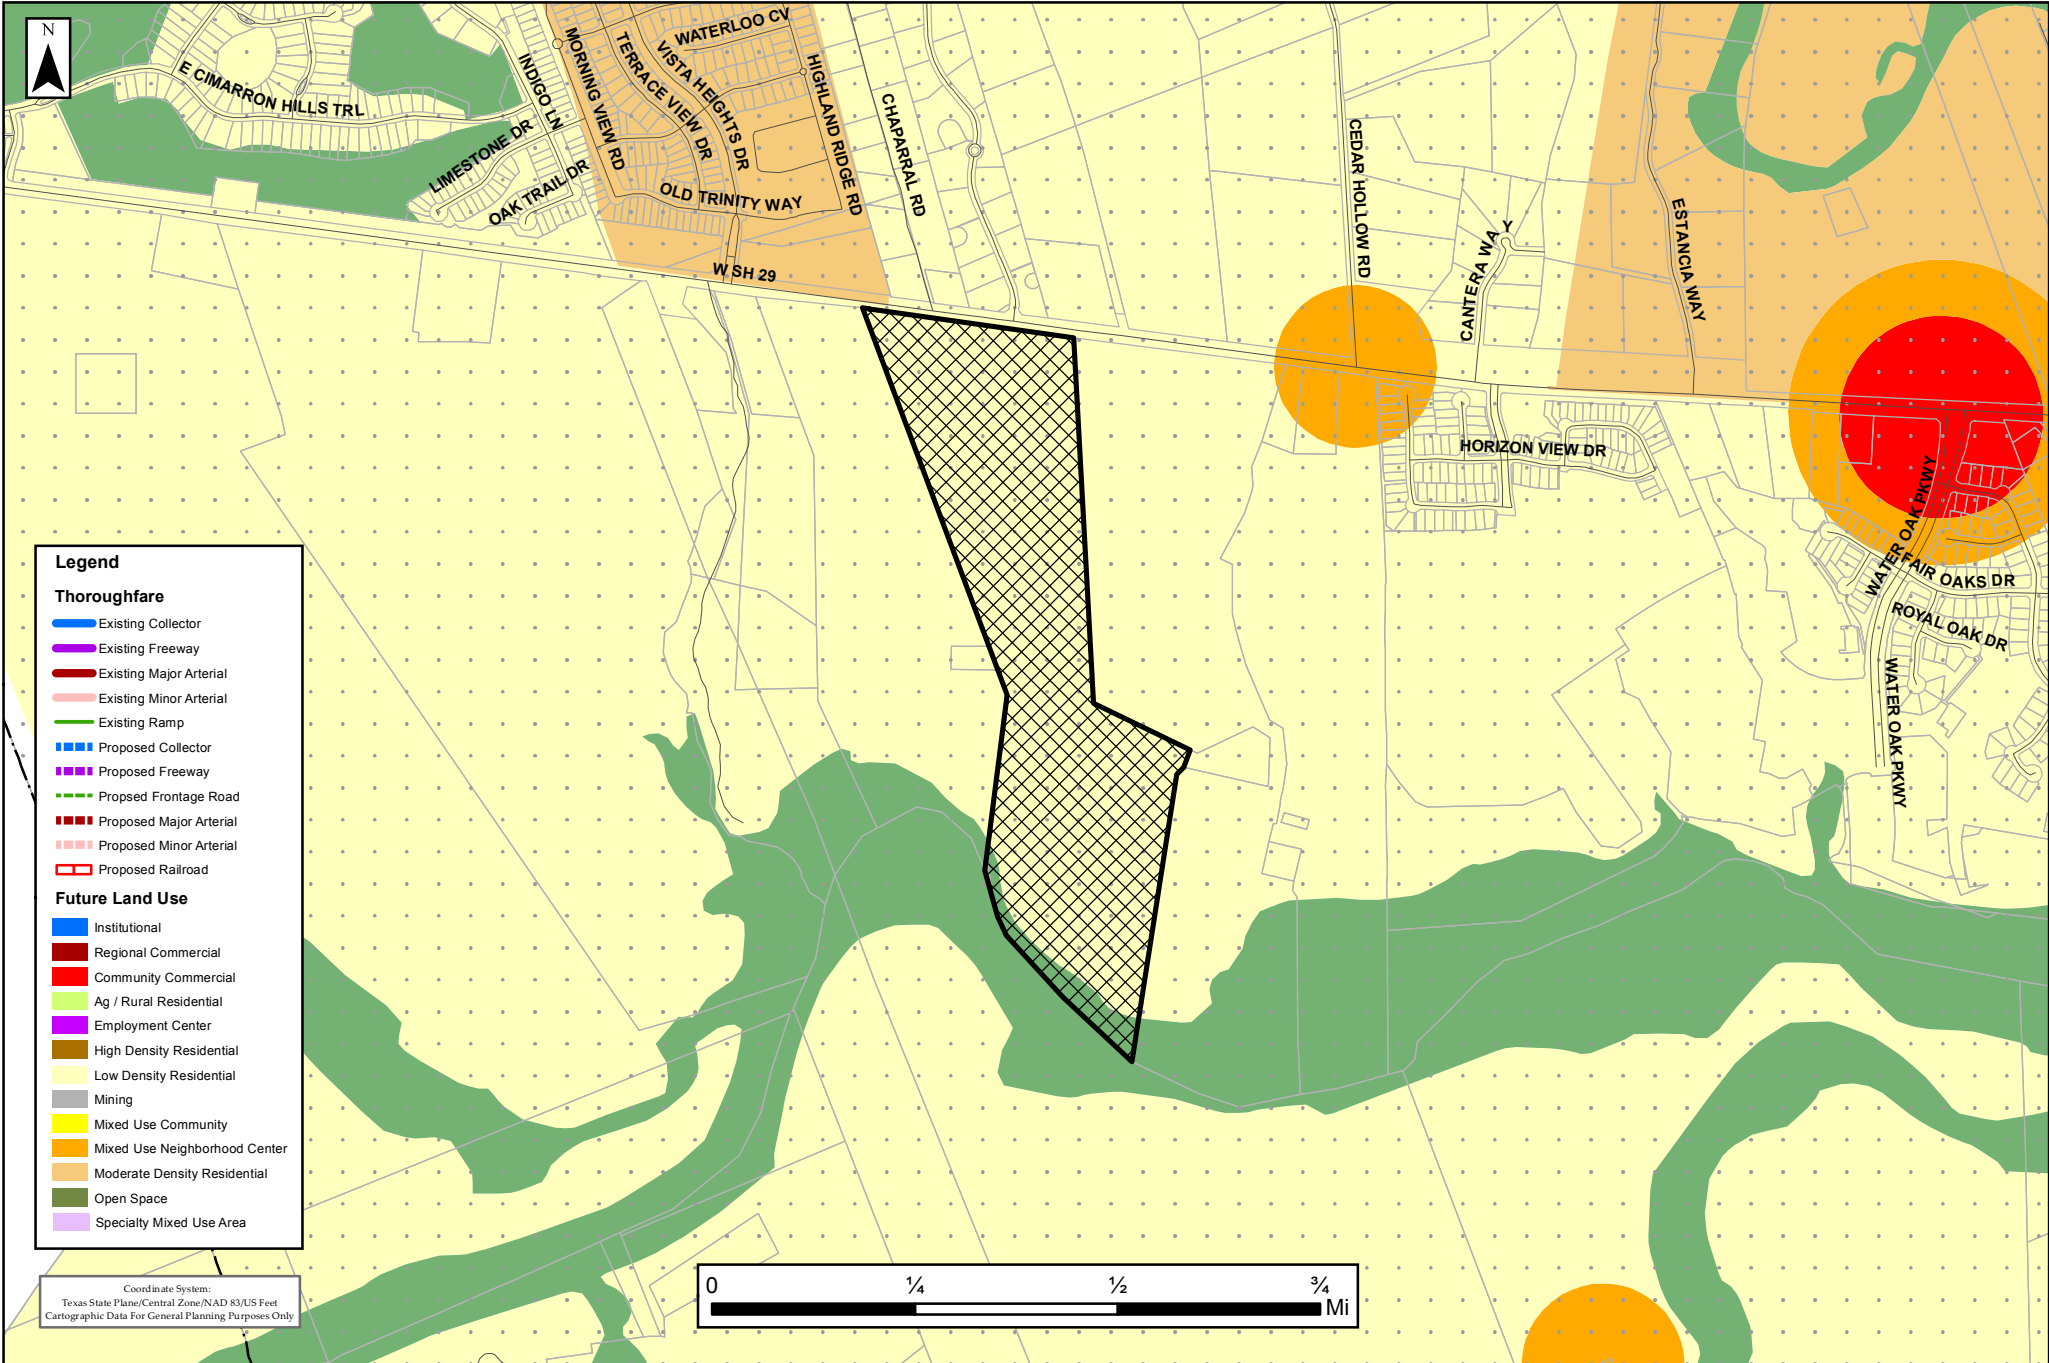 N
WATERLOO CV
E CIMARRON HILLS TRL
INDIGO LN
MORNING VIEW RD
TERRACE VIEW DR
VISTA HEIGHTS DR
HIGHLAND RIDGE RD
CHAPARRAL RD
CEDAR HOLLOW RD
LIMESTONE DR
OAK TRAIL DR
OLD TRINITY WAY
W SH 29
CANTERA WAY
ESTANCIA WAY
HORIZON VIEW DR
WATER OAK PKWY
FAIR OAKS DR
ROYAL OAK DR
WATER OAK PKWY
Legend
Thoroughfare
Existing Collector
Existing Freeway
Existing Major Arterial
Existing Minor Arterial
Existing Ramp
Proposed Collector
Proposed Freeway
Propsed Frontage Road
Proposed Major Arterial
Proposed Minor Arterial
Proposed Railroad
Future Land Use
Institutional
Regional Commercial
Community Commercial
Ag / Rural Residential
Employment Center
High Density Residential
Low Density Residential
Mining
Mixed Use Community
Mixed Use Neighborhood Center
Moderate Density Residential
Open Space
Specialty Mixed Use Area
Coordinate System:
Texas State Plane/Central Zone/NAD 83/US Feet
Cartographic Data For General Planning Purposes Only
0 ¼ ½ ¾
Mi